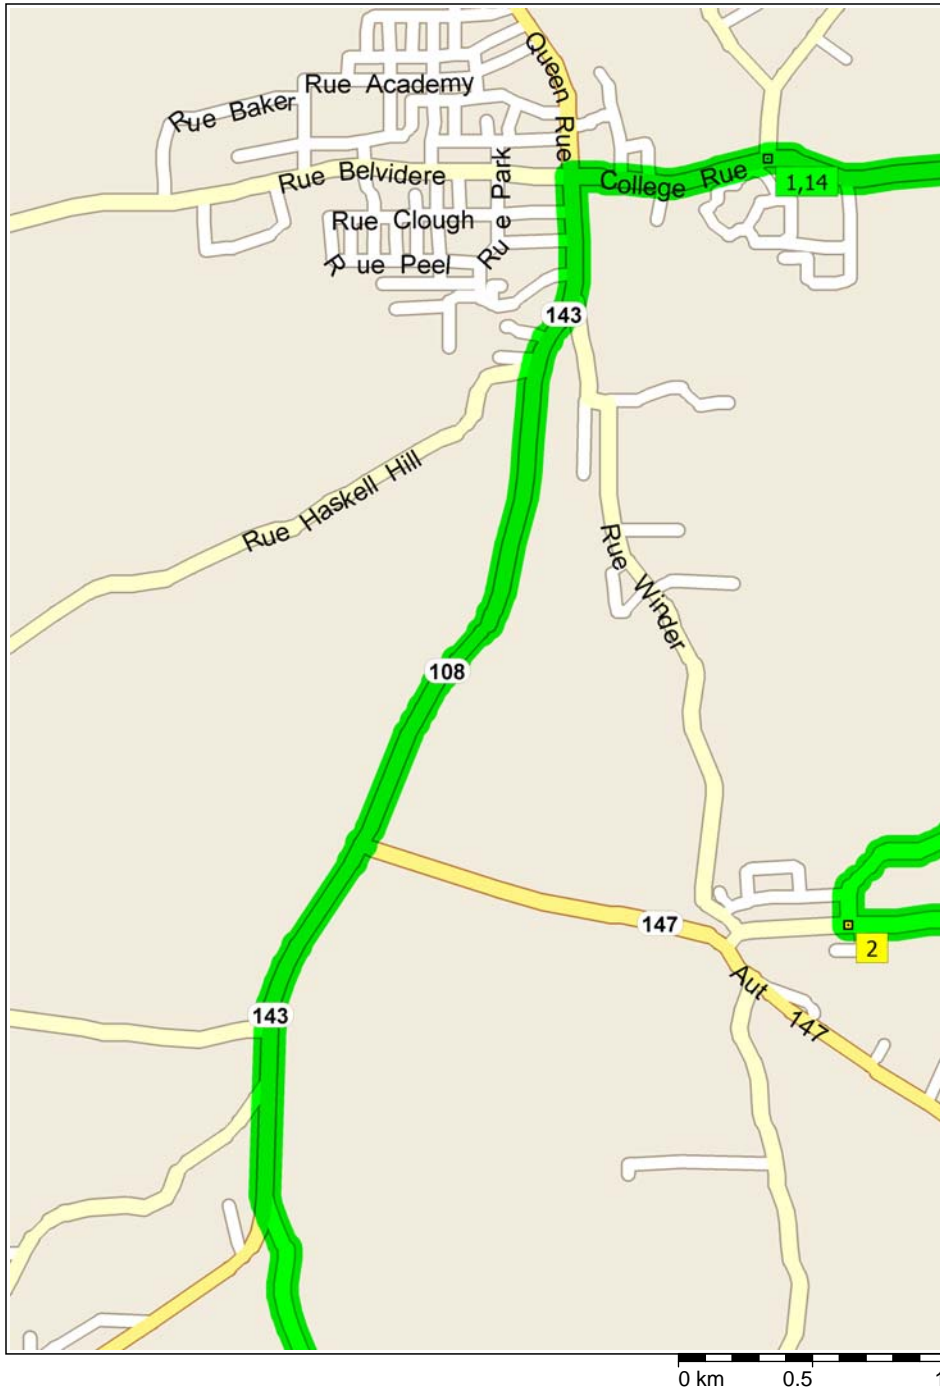 Queen Rue
Rue Academy
Rue Baker
Rue Belvidere
Rue Park
College Rue
1,14
Rue Clough
Rue Peel
143
Rue Haskell Hill
Rue Winder
108
147
2
Aut 147
143
0 km 0.5 1